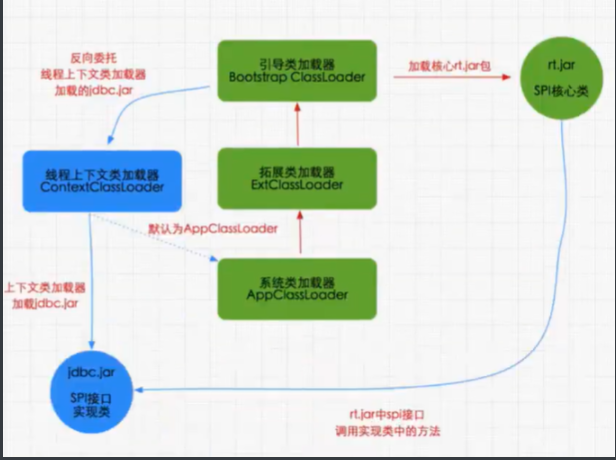 反向委托
线程上下文类加载器
加载的jdbc.jar
引导类加载器
Bootstrap ClassLoader
加载核心rt.jar包
rt.jar
SPI核心类
线程上下文类加载器
ContextClassLoader
拓展类加载器
ExtClassLoader
默认为AppClassLoader
系统类加载器
AppClassLoader
上下文类加载器
加载jdbc.jar
jdbc.jar
SPI接口
实现类
rt.jar中spi接口
调用实现类中的方法